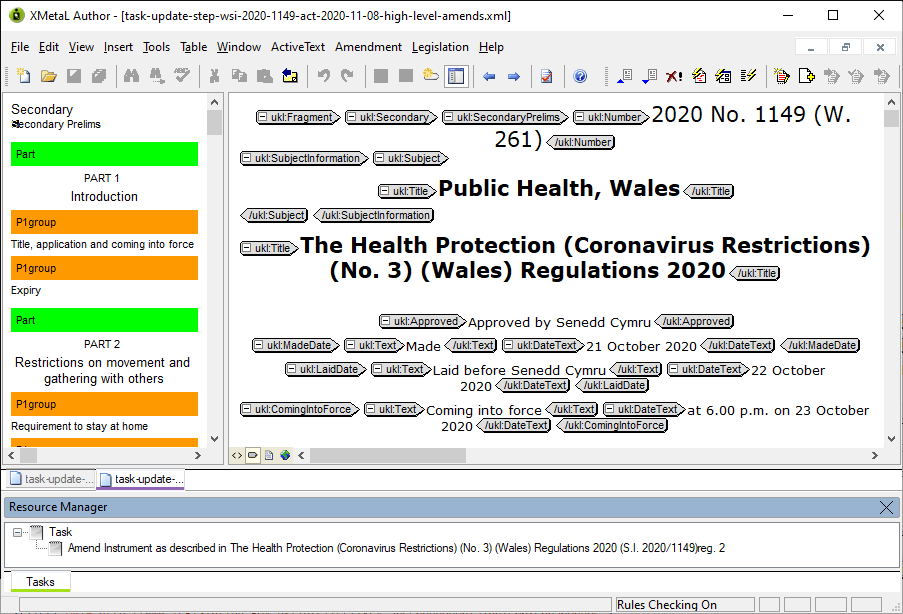 XMetaL Author - [task-update-step-wsi-2020-1149-act-2020-11-08-high-level-amends.xml]
File Edit View Insert Tools Table Window ActiveText Amendment Legislation Help
Secondary
Secondary Prelims
Part
PART 1
Introduction
P1group
Title, application and coming into force
P1group
Expiry
Part
PART 2
Restrictions on movement and
gathering with others
P1group
Requirement to stay at home
ukl:Fragment ukl:Secondary ukl:SecondaryPrelims ukl:Number 2020 No. 1149 (W.
261) /ukl:Number
ukl:SubjectInformation ukl:Subject
ukl:Title Public Health, Wales /ukl:Title
/ukl:Subject /ukl:SubjectInformation
ukl:Title The Health Protection (Coronavirus Restrictions)
(No. 3) (Wales) Regulations 2020 /ukl:Title
ukl:Approved Approved by Senedd Cymru /ukl:Approved
ukl:MadeDate ukl:Text Made /ukl:Text ukl:DateText 21 October 2020 /ukl:DateText /ukl:MadeDate
ukl:LaidDate ukl:Text Laid before Senedd Cymru /ukl:Text ukl:DateText 22 October
2020 /ukl:DateText /ukl:LaidDate
ukl:ComingIntoForce ukl:Text Coming into force /ukl:Text ukl:DateText at 6.00 p.m. on 23 October
2020 /ukl:DateText /ukl:ComingIntoForce
task-update-... task-update-...
Resource Manager
Task
Amend Instrument as described in The Health Protection (Coronavirus Restrictions) (No. 3) (Wales) Regulations 2020 (S.I. 2020/1149)reg. 2
Tasks
Rules Checking On